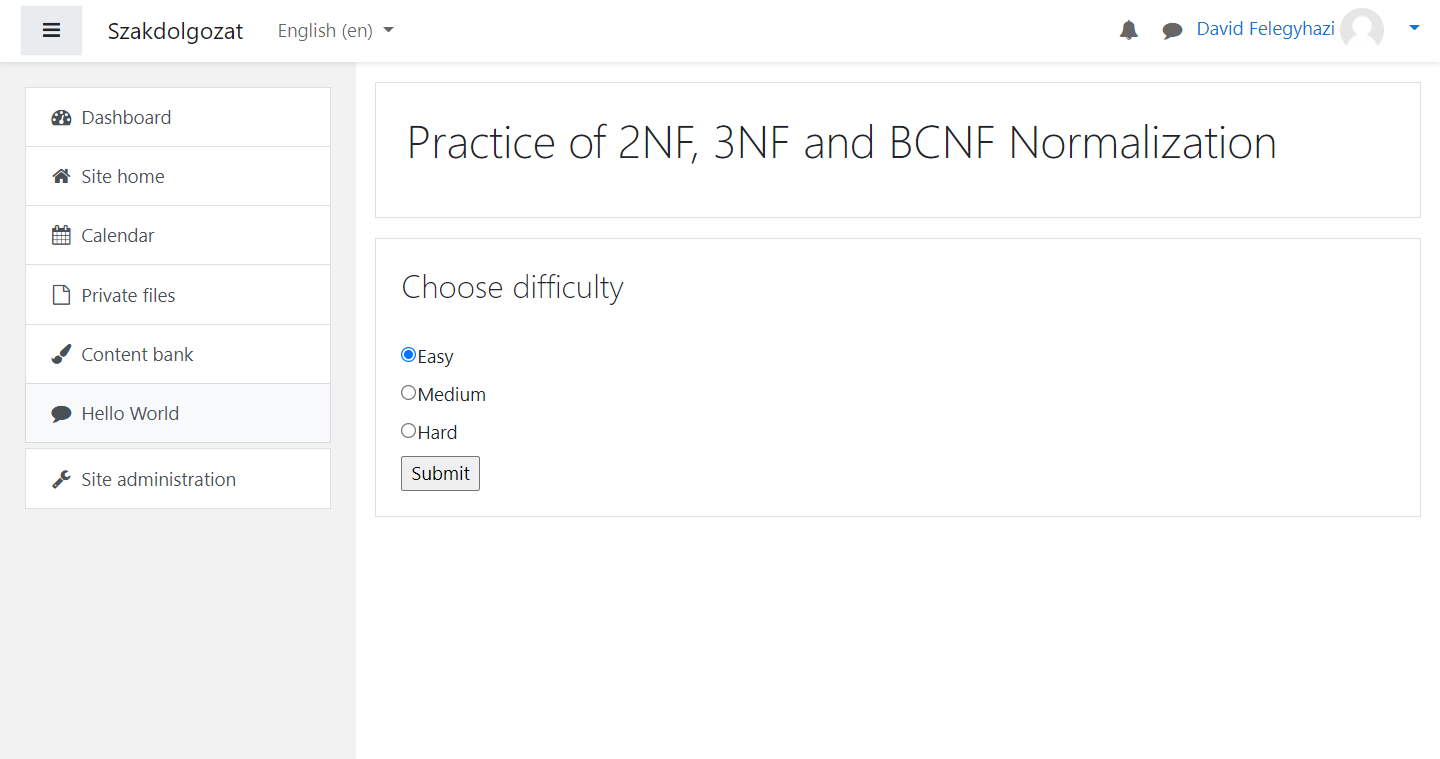 Szakdolgozat English (en) David Felegyhazi
Dashboard
Site home
Calendar
Private files
Content bank
Hello World
Site administration
Practice of 2NF, 3NF and BCNF Normalization
Choose difficulty
Easy
Medium
Hard
Submit